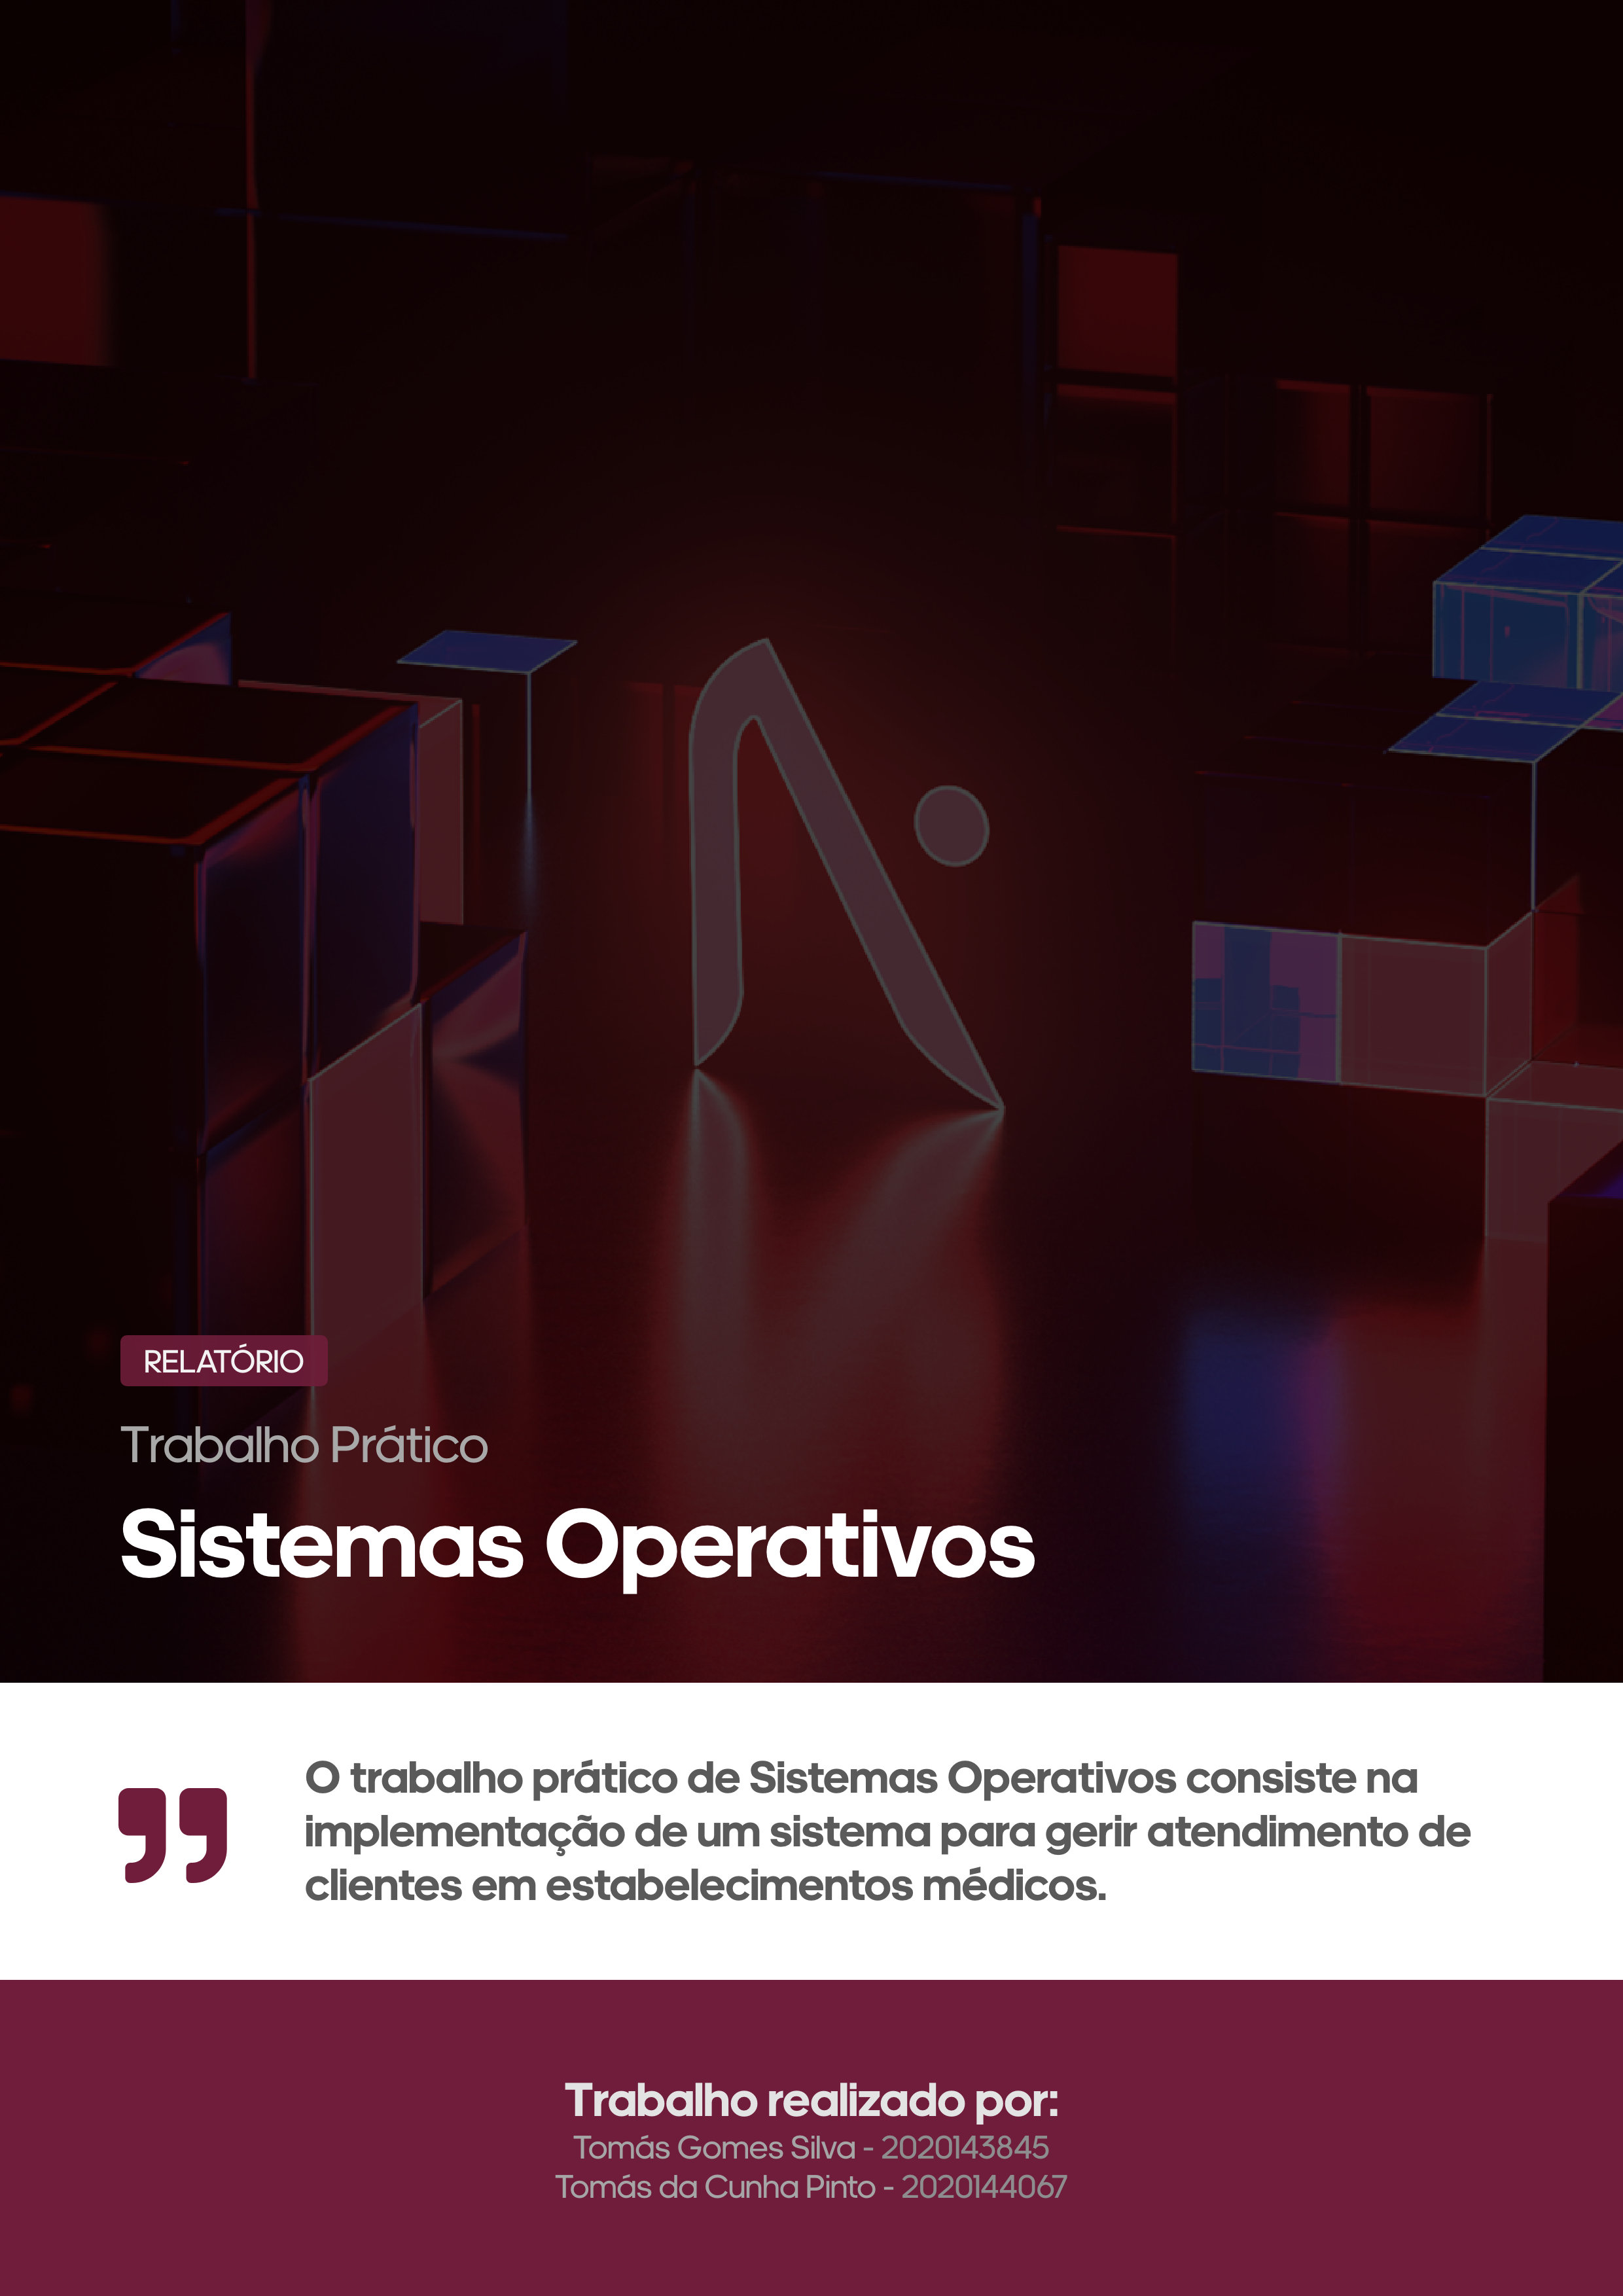 RELATÓRIO
Trabalho Prático
Sistemas Operativos
O trabalho prático de Sistemas Operativos consiste na
implementação de um sistema para gerir atendimento de
clientes em estabelecimentos médicos.
Trabalho realizado por:
Tomás Gomes Silva - 2020143845
Tomás da Cunha Pinto - 2020144067